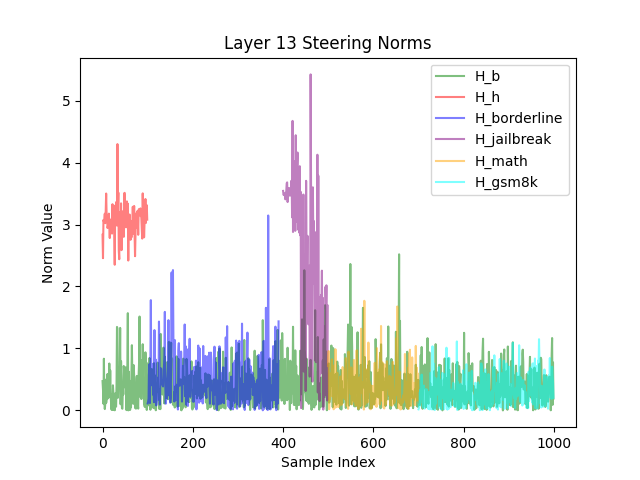 Layer 13 Steering Norms
H_b
H_h
H_borderline
H_jailbreak
H_math
H_gsm8k
Norm Value
5
4
3
2
1
0
0
200
400
600
800
1000
Sample Index